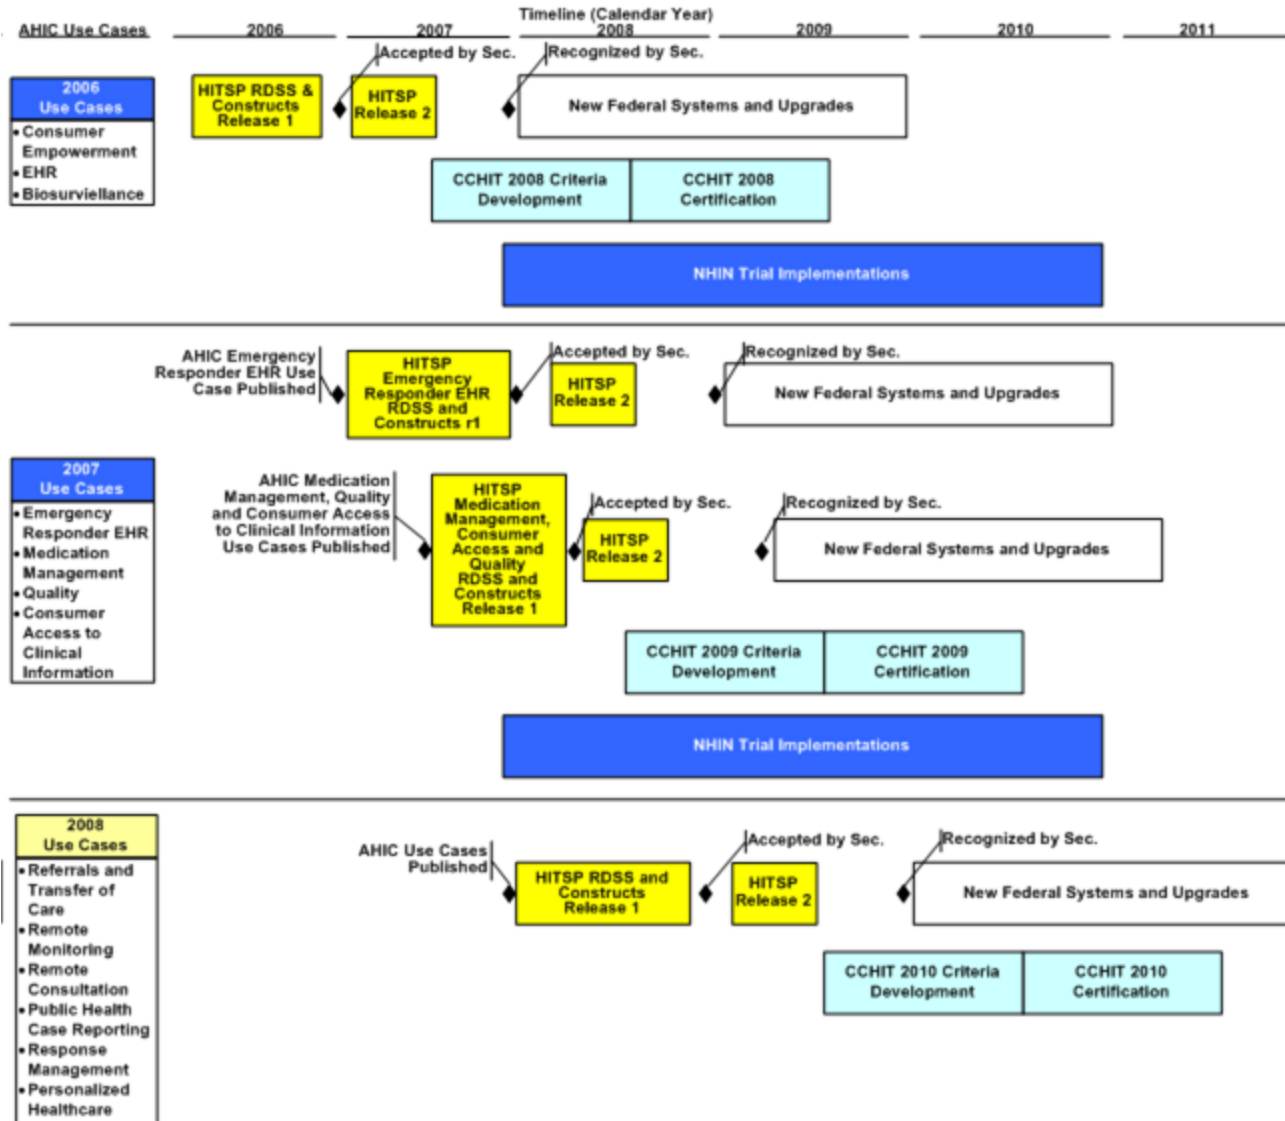 Timeline (Calendar Year)
AHIC Use Cases 2006 2007 2008 2009 2010 2011
Accepted by Sec.
Recognized by Sec.
2006
Use Cases
• Consumer
Empowerment
• EHR
• Biosurviellance
HITSP RDSS &
Constructs
Release 1
HITSP
Release 2
New Federal Systems and Upgrades
CCHIT 2008 Criteria
Development
CCHIT 2008
Certification
NHIN Trial Implementations
AHIC Emergency
Responder EHR Use
Case Published
HITSP
Emergency
Responder EHR
RDSS and
Constructs r1
Accepted by Sec.
HITSP
Release 2
Recognized by Sec.
New Federal Systems and Upgrades
2007
Use Cases
• Emergency
Responder EHR
• Medication
Management
• Quality
• Consumer
Access to
Clinical
Information
AHIC Medication
Management, Quality
and Consumer Access
to Clinical Information
Use Cases Published
HITSP
Medication
Management,
Consumer
Access and
Quality
RDSS and
Constructs
Release 1
Accepted by Sec.
HITSP
Release 2
Recognized by Sec.
New Federal Systems and Upgrades
CCHIT 2009 Criteria
Development
CCHIT 2009
Certification
NHIN Trial Implementations
2008
Use Cases
• Referrals and
Transfer of
Care
• Remote
Monitoring
• Remote
Consultation
• Public Health
Case Reporting
• Response
Management
• Personalized
Healthcare
AHIC Use Cases
Published
HITSP RDSS and
Constructs
Release 1
Accepted by Sec.
HITSP
Release 2
Recognized by Sec.
New Federal Systems and Upgrades
CCHIT 2010 Criteria
Development
CCHIT 2010
Certification